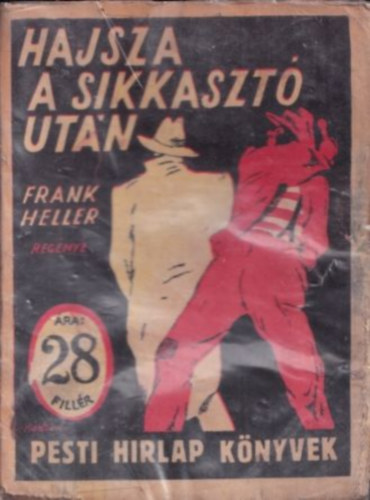 HAJSZA
A SIKKASZTÓ
UTÁN
FRANK
HELLER
REGÉNYE
ÁRA:
28
FILLÉR
PESTI HIRLAP KÖNYVEK